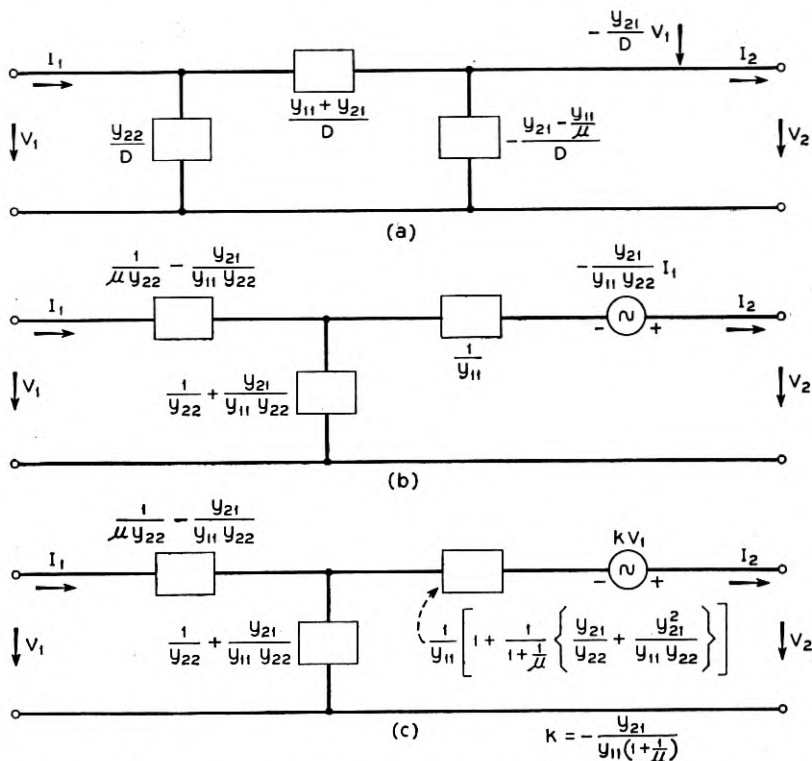 -y₂₁/D V₁
I₁ I₂
V₁ y₂₂/D (y₁₁ + y₂₁)/D -(y₂₁ - y₁₁/μ)/D V₂
(a)
1/(μy₂₂) - y₂₁/(y₁₁ y₂₂) -y₂₁/(y₁₁ y₂₂) I₁
I₁ - ~ + I₂
V₁ 1/y₂₂ + y₂₁/(y₁₁ y₂₂) 1/y₁₁ V₂
(b)
1/(μy₂₂) - y₂₁/(y₁₁ y₂₂) KV₁
I₁ - ~ + I₂
V₁ 1/y₂₂ + y₂₁/(y₁₁ y₂₂) 1/y₁₁ [1 + 1/(1 + 1/μ) {y₂₁/y₂₂ + y₂₁²/(y₁₁ y₂₂)}] V₂
(c) K = -y₂₁/(y₁₁(1 + 1/μ))